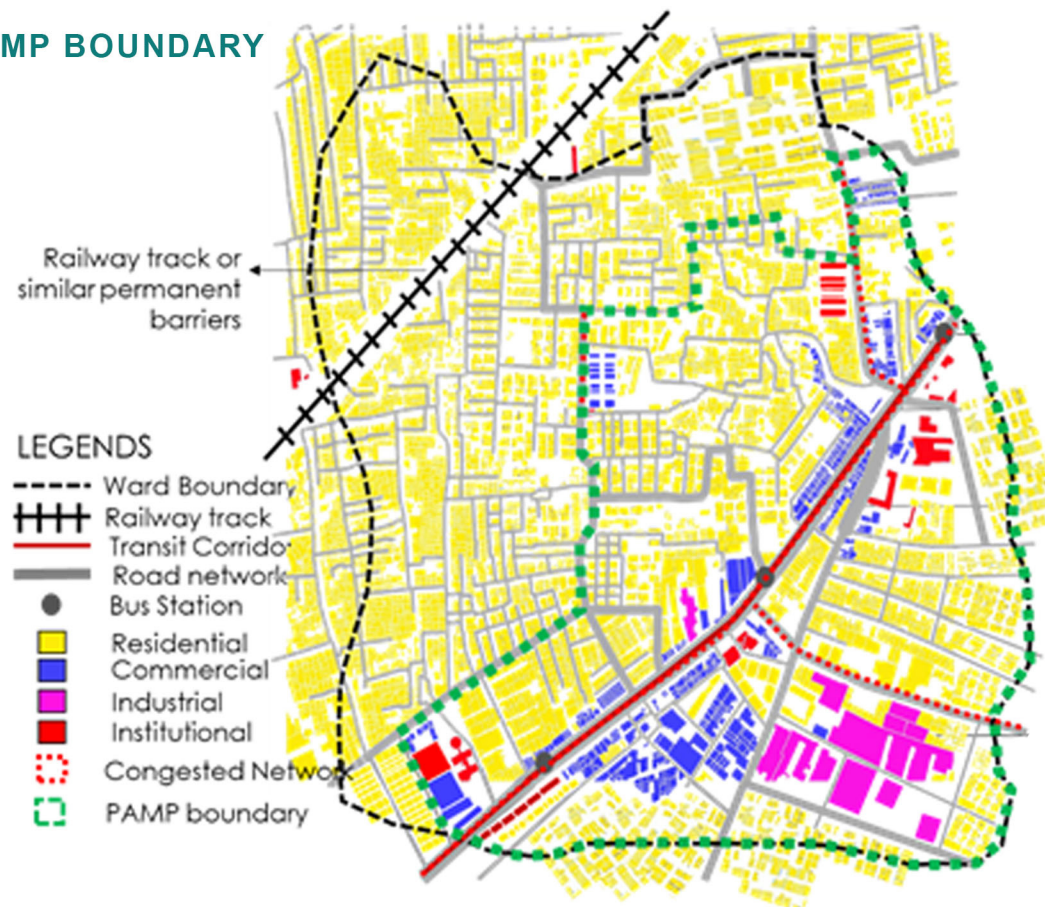 MP BOUNDARY
Railway track or
similar permanent
barriers
LEGENDS
Ward Boundary
Railway track
Transit Corrido
Road network
Bus Station
Residential
Commercial
Industrial
Institutional
Congested Network
PAMP boundary